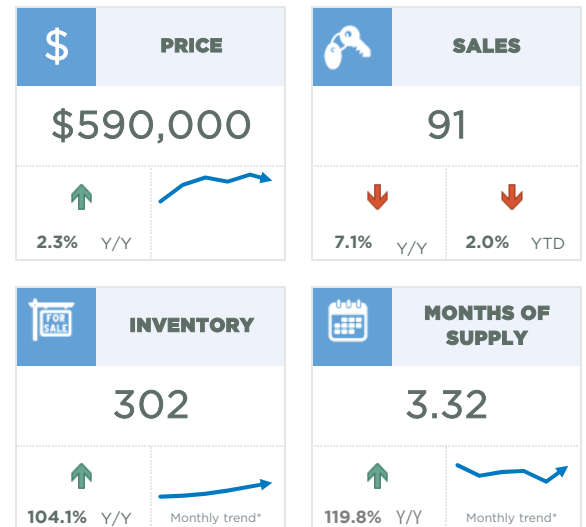 $
PRICE
$590,000
2.3% Y/Y
SALES
91
7.1% Y/Y
2.0% YTD
FOR
SALE
INVENTORY
302
104.1% Y/Y
Monthly trend*
MONTHS OF
SUPPLY
3.32
119.8% Y/Y
Monthly trend*